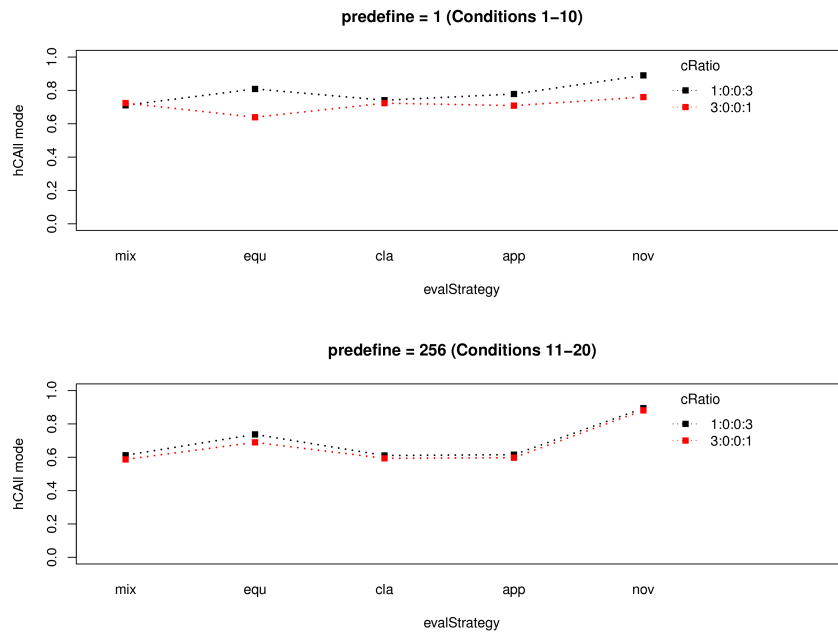 predefine = 1 (Conditions 1−10)
hCAll mode
1.0
0.8
0.6
0.4
0.2
0.0
cRatio
1:0:0:3
3:0:0:1
mix equ cla app nov
evalStrategy
predefine = 256 (Conditions 11−20)
hCAll mode
1.0
0.8
0.6
0.4
0.2
0.0
cRatio
1:0:0:3
3:0:0:1
mix equ cla app nov
evalStrategy